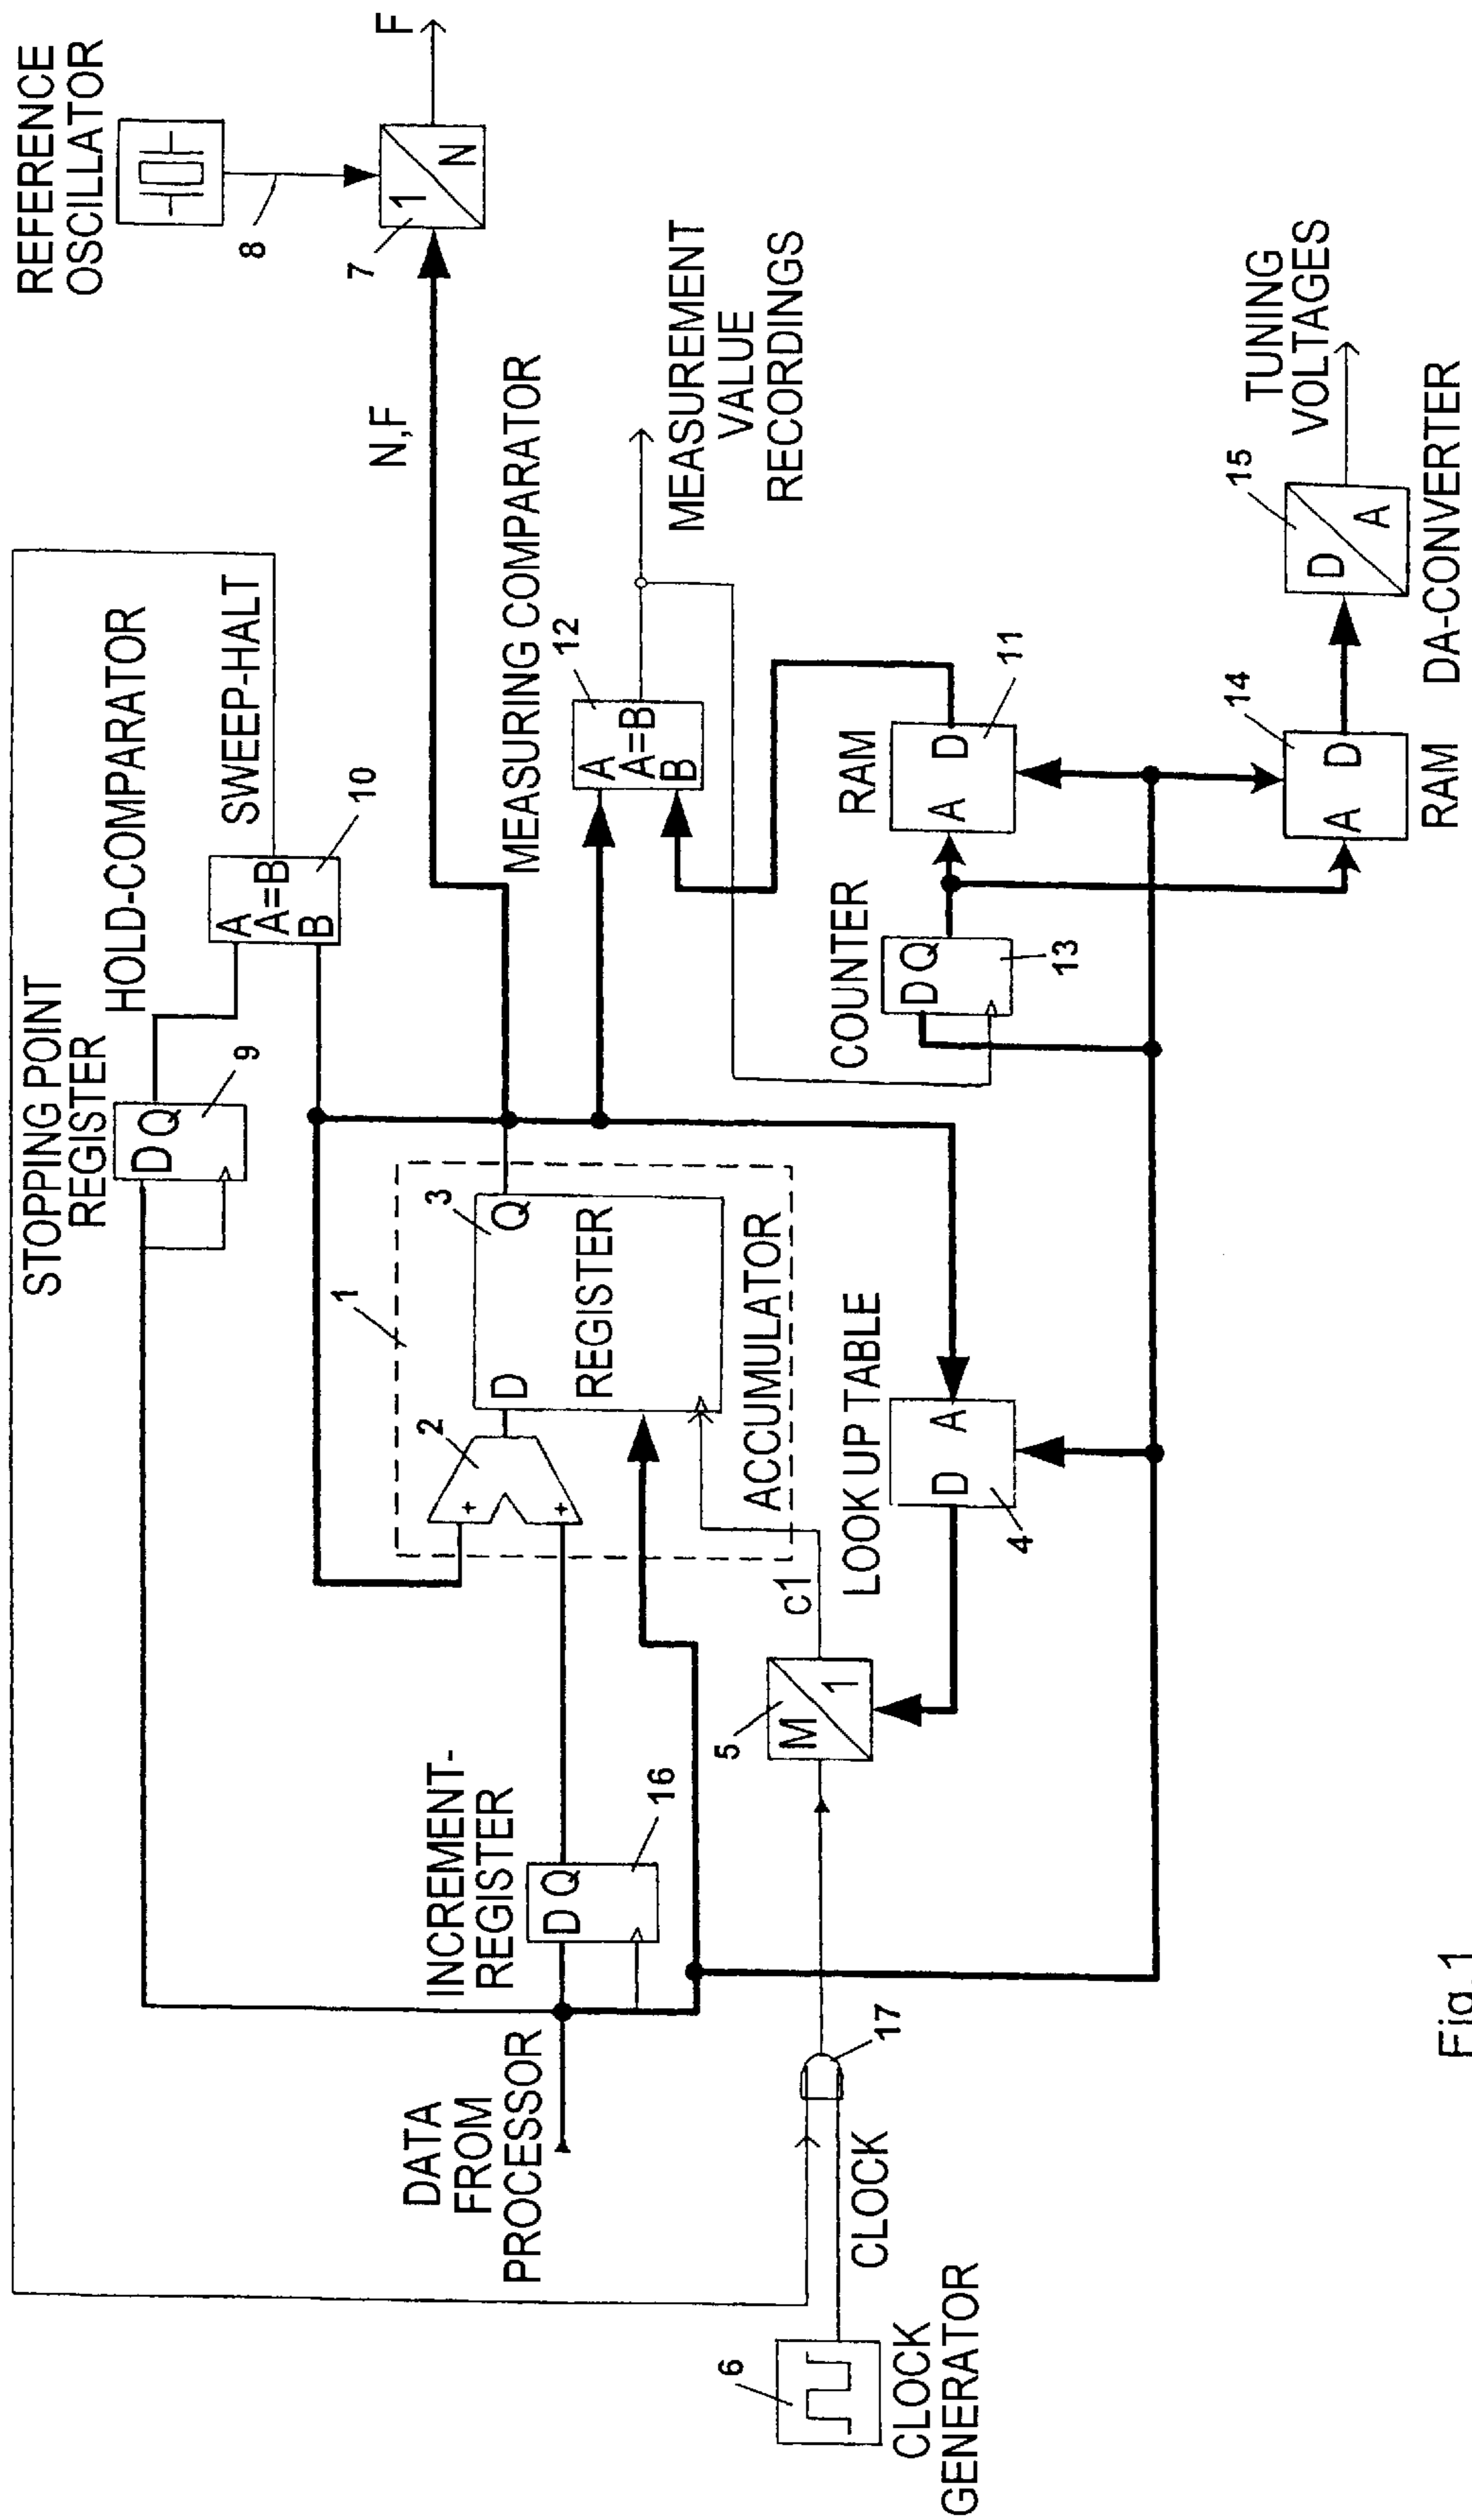 REFERENCE
OSCILLATOR
8
7
1
N
F
N,F
STOPPING POINT
REGISTER
9
D Q
HOLD-COMPARATOR
SWEEP-HALT
A
A=B
B
10
MEASURING COMPARATOR
12
A
A=B
B
MEASUREMENT
VALUE
RECORDINGS
1
2
+
+
3
D
Q
REGISTER
ACCUMULATOR
INCREMENT-
REGISTER
D Q
16
DATA
FROM
PROCESSOR
COUNTER
D Q
13
RAM
A D
11
TUNING
VOLTAGES
15
D
A
DA-CONVERTER
14
A D
RAM
LOOK UP TABLE
D A
4
c1
5
M
1
17
CLOCK
6
CLOCK
GENERATOR
Fig.1